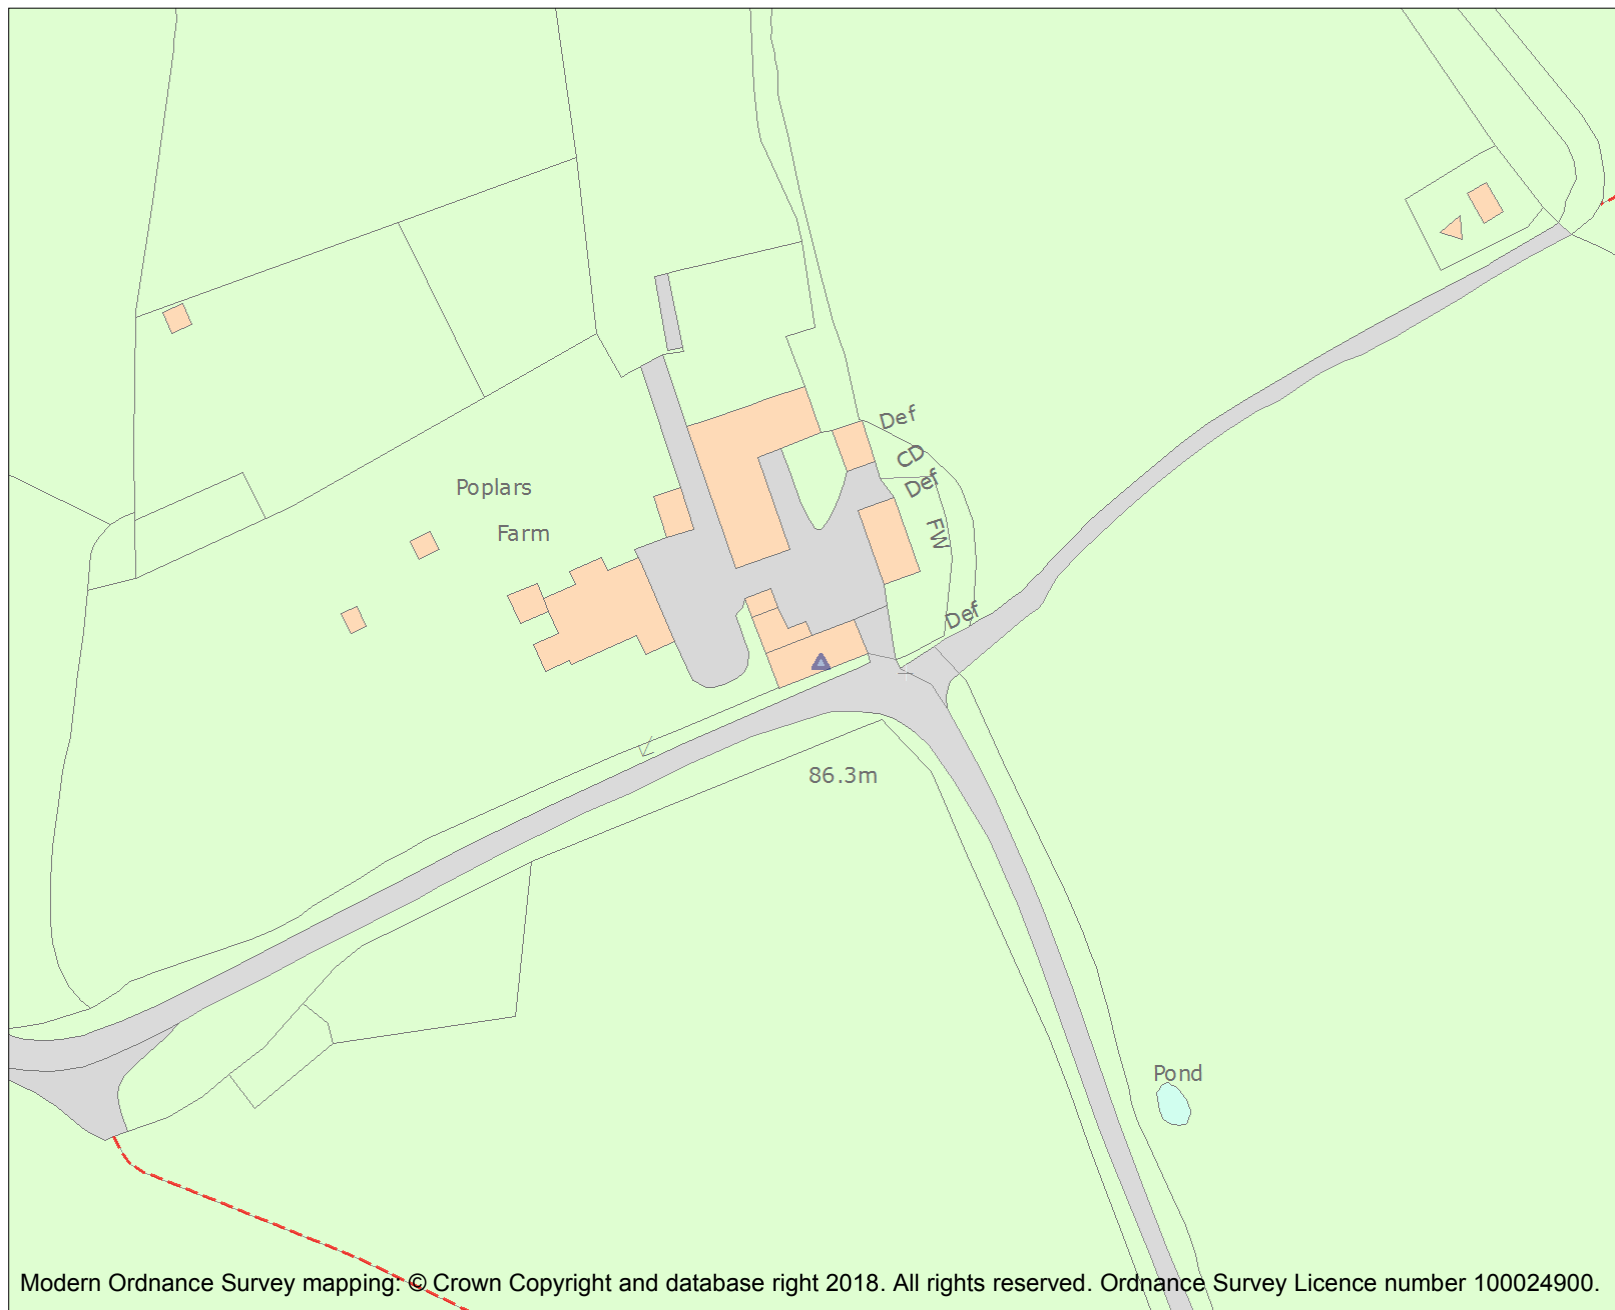 Def
CD
Def
Poplars
Farm
FW
Def
86.3m
Pond
Modern Ordnance Survey mapping: © Crown Copyright and database right 2018. All rights reserved. Ordnance Survey Licence number 100024900.